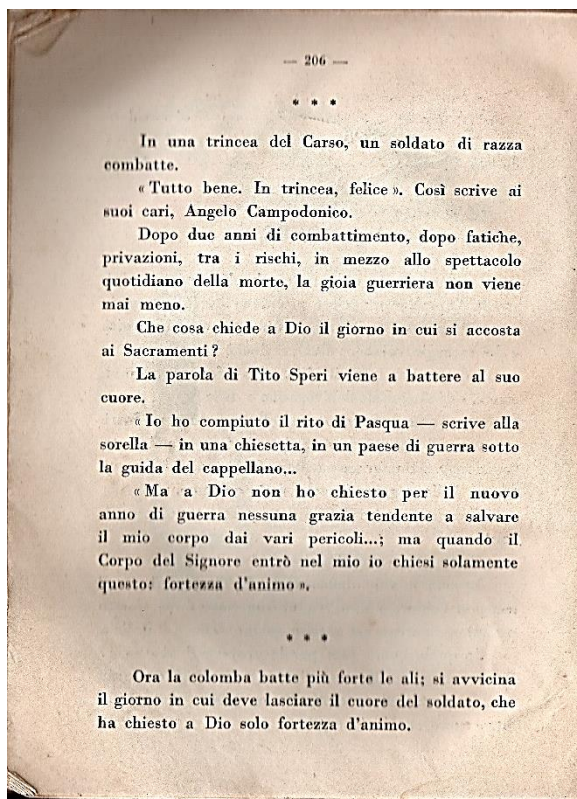 — 206 —
* * *
In una trincea del Carso, un soldato di razza
combatte.
« Tutto bene. In trincea, felice ». Così scrive ai
suoi cari, Angelo Campodonico.
Dopo due anni di combattimento, dopo fatiche,
privazioni, tra i rischi, in mezzo allo spettacolo
quotidiano della morte, la gioia guerriera non viene
mai meno.
Che cosa chiede a Dio il giorno in cui si accosta
ai Sacramenti?
La parola di Tito Speri viene a battere al suo
cuore.
« Io ho compiuto il rito di Pasqua — scrive alla
sorella — in una chiesetta, in un paese di guerra sotto
la guida del cappellano...
« Ma a Dio non ho chiesto per il nuovo
anno di guerra nessuna grazia tendente a salvare
il mio corpo dai vari pericoli...; ma quando il
Corpo del Signore entrò nel mio io chiesi solamente
questo: fortezza d'animo ».
* * *
Ora la colomba batte più forte le ali; si avvicina
il giorno in cui deve lasciare il cuore del soldato, che
ha chiesto a Dio solo fortezza d'animo.